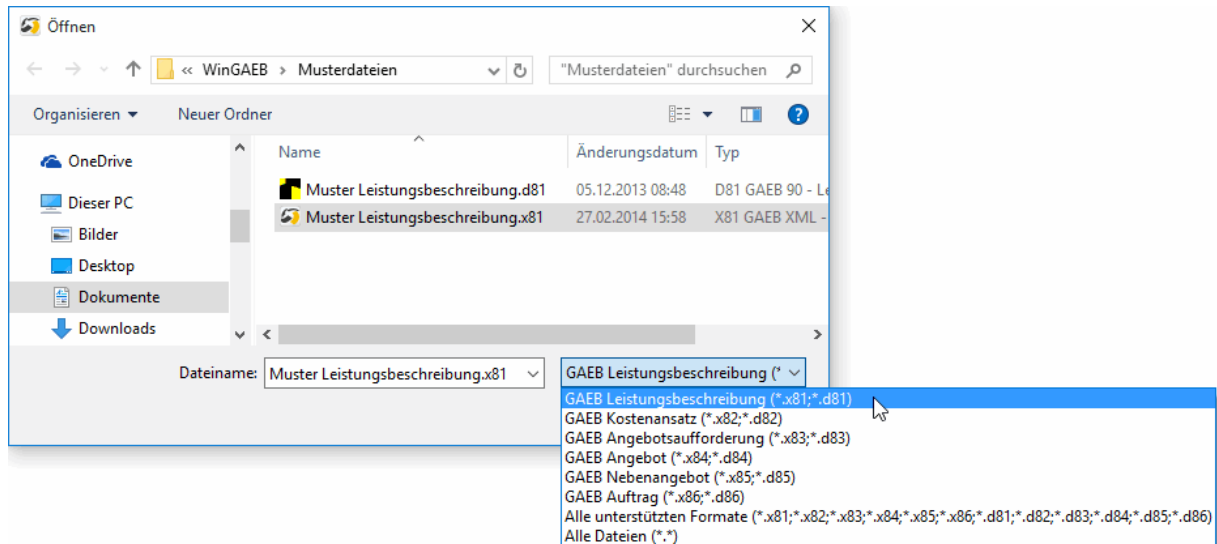 Öffnen
« WinGAEB > Musterdateien
"Musterdateien" durchsuchen
Organisieren
Neuer Ordner
Name
Änderungsdatum
Typ
OneDrive
Dieser PC
Bilder
Desktop
Dokumente
Downloads
Muster Leistungsbeschreibung.d81 05.12.2013 08:48 D81 GAEB 90 - Le
Muster Leistungsbeschreibung.x81 27.02.2014 15:58 X81 GAEB XML -
Dateiname: Muster Leistungsbeschreibung.x81
GAEB Leistungsbeschreibung (*
GAEB Leistungsbeschreibung (*.x81;*.d81)
GAEB Kostenansatz (*.x82;*.d82)
GAEB Angebotsaufforderung (*.x83;*.d83)
GAEB Angebot (*.x84;*.d84)
GAEB Nebenangebot (*.x85;*.d85)
GAEB Auftrag (*.x86;*.d86)
Alle unterstützten Formate (*.x81;*.x82;*.x83;*.x84;*.x85;*.x86;*.d81;*.d82;*.d83;*.d84;*.d85;*.d86)
Alle Dateien (*.*)